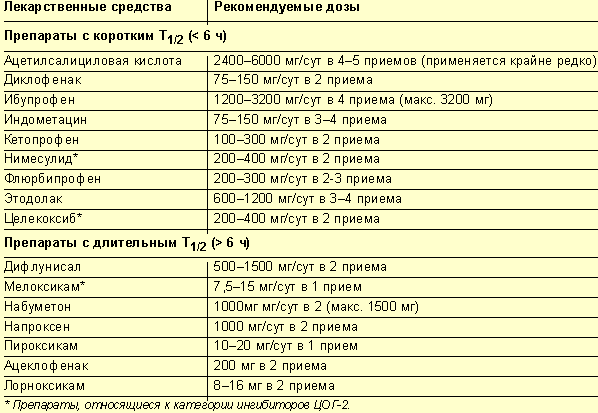 Лекарственные средства Рекомендуемые дозы
Препараты с коротким T1/2 (< 6 ч)
Ацетилсалициловая кислота 2400–6000 мг/сут в 4–5 приемов (применяется крайне редко)
Диклофенак 75–150 мг/сут в 2 приема
Ибупрофен 1200–3200 мг/сут в 4 приема (макс. 3200 мг)
Индометацин 75–150 мг/сут в 3–4 приема
Кетопрофен 100–300 мг/сут в 2 приема
Нимесулид* 200–400 мг/сут в 2 приема
Флюрбипрофен 200–300 мг/сут в 2-3 приема
Этодолак 600–1200 мг/сут в 3–4 приема
Целекоксиб* 200–400 мг/сут в 2 приема
Препараты с длительным T1/2 (> 6 ч)
Дифлунисал 500–1500 мг/сут в 2 приема
Мелоксикам* 7,5–15 мг/сут в 1 прием
Набуметон 1000мг мг/сут в 2 (макс. 1500 мг)
Напроксен 1000 мг/сут в 2 приема
Пироксикам 10–20 мг/сут в 1 прием
Ацеклофенак 200 мг в 2 приема
Лорноксикам 8–16 мг в 2 приема
* Препараты, относящиеся к категории ингибиторов ЦОГ-2.